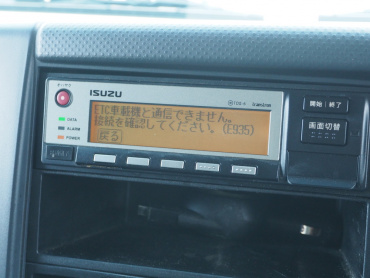 ISUZU
ETC車載機と通信できません。
接続を確認してください。(E935)
戻る
DATA
ALARM
POWER
開始 終了
画面切替